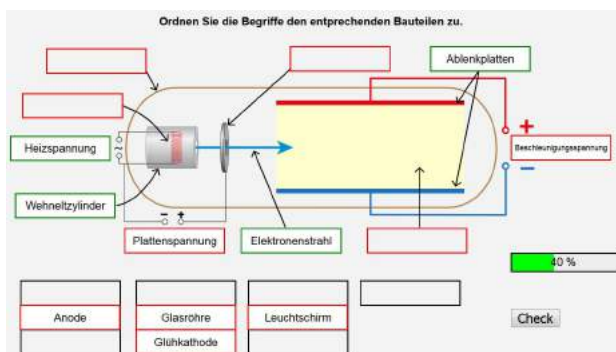 Ordnen Sie die Begriffe den entprechenden Bauteilen zu.
Ablenkplatten
+
Heizspannung
~
Beschleunigungsspannung
−
Wehneltzylinder
− +
Plattenspannung
Elektronenstrahl
40 %
Anode
Glasröhre
Leuchtschirm
Check
Glühkathode